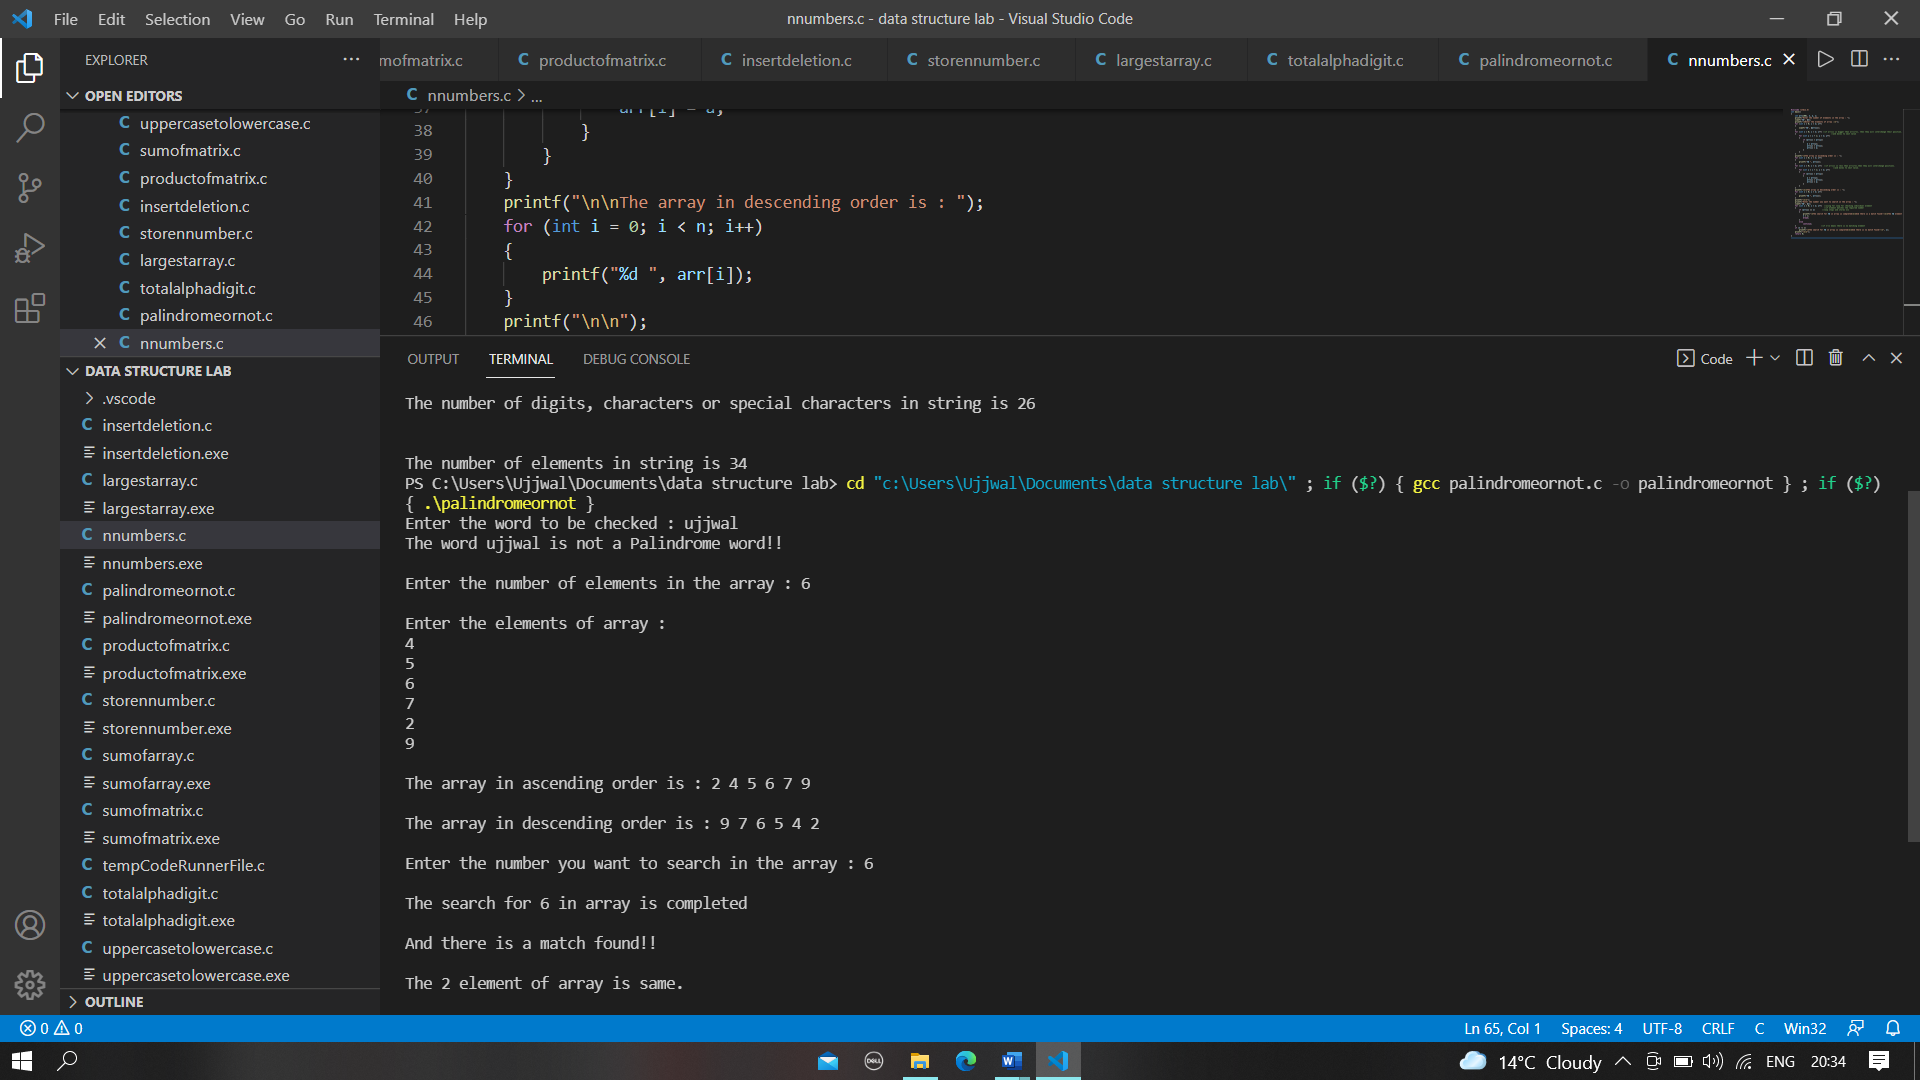 File Edit Selection View Go Run Terminal Help
nnumbers.c - data structure lab - Visual Studio Code
EXPLORER
mofmatrix.c
C productofmatrix.c
C insertdeletion.c
C storennumber.c
C largestarray.c
C totalalphadigit.c
C palindromeornot.c
C nnumbers.c
OPEN EDITORS
C uppercasetolowercase.c
C sumofmatrix.c
C productofmatrix.c
C insertdeletion.c
C storennumber.c
C largestarray.c
C totalalphadigit.c
C palindromeornot.c
C nnumbers.c
DATA STRUCTURE LAB
.vscode
C insertdeletion.c
insertdeletion.exe
C largestarray.c
largestarray.exe
C nnumbers.c
nnumbers.exe
C palindromeornot.c
palindromeornot.exe
C productofmatrix.c
productofmatrix.exe
C storennumber.c
storennumber.exe
C sumofarray.c
sumofarray.exe
C sumofmatrix.c
sumofmatrix.exe
C tempCodeRunnerFile.c
C totalalphadigit.c
totalalphadigit.exe
C uppercasetolowercase.c
uppercasetolowercase.exe
OUTLINE
C nnumbers.c > ...
37 arr[i] = a;
38 }
39 }
40 }
41 printf("\n\nThe array in descending order is : ");
42 for (int i = 0; i < n; i++)
43 {
44 printf("%d ", arr[i]);
45 }
46 printf("\n\n");
OUTPUT TERMINAL DEBUG CONSOLE
Code
The number of digits, characters or special characters in string is 26
The number of elements in string is 34
PS C:\Users\Ujjwal\Documents\data structure lab> cd "c:\Users\Ujjwal\Documents\data structure lab\" ; if ($?) { gcc palindromeornot.c -o palindromeornot } ; if ($?)
{ .\palindromeornot }
Enter the word to be checked : ujjwal
The word ujjwal is not a Palindrome word!!
Enter the number of elements in the array : 6
Enter the elements of array :
4
5
6
7
2
9
The array in ascending order is : 2 4 5 6 7 9
The array in descending order is : 9 7 6 5 4 2
Enter the number you want to search in the array : 6
The search for 6 in array is completed
And there is a match found!!
The 2 element of array is same.
0 0
Ln 65, Col 1 Spaces: 4 UTF-8 CRLF C Win32
DELL
W
14°C Cloudy
ENG 20:34